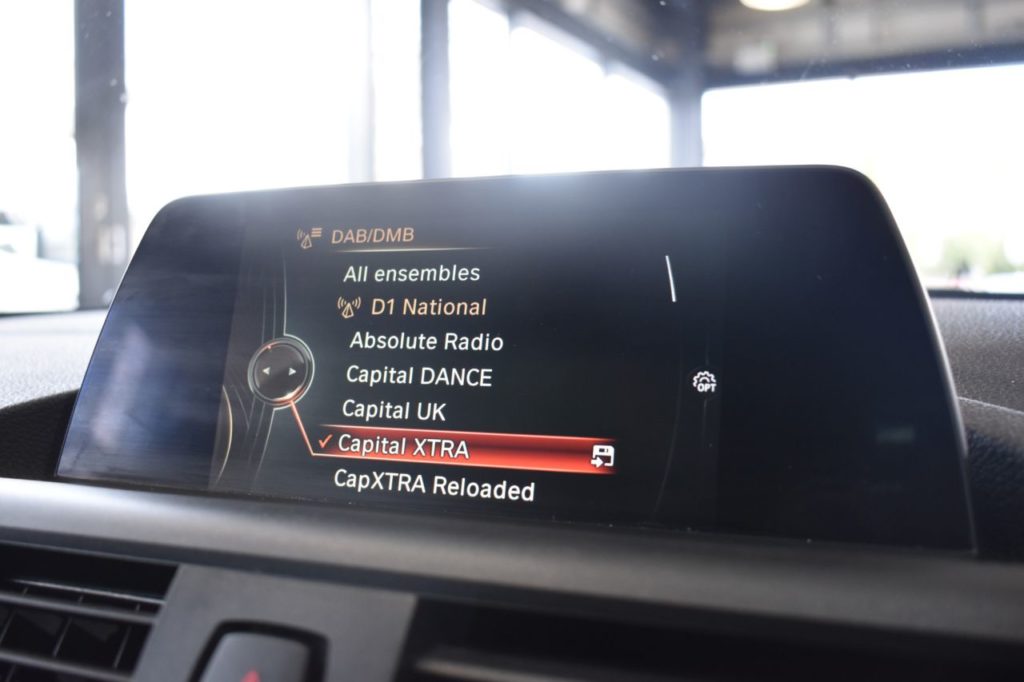 DAB/DMB
All ensembles
D1 National
Absolute Radio
Capital DANCE
Capital UK
Capital XTRA
CapXTRA Reloaded
OPT